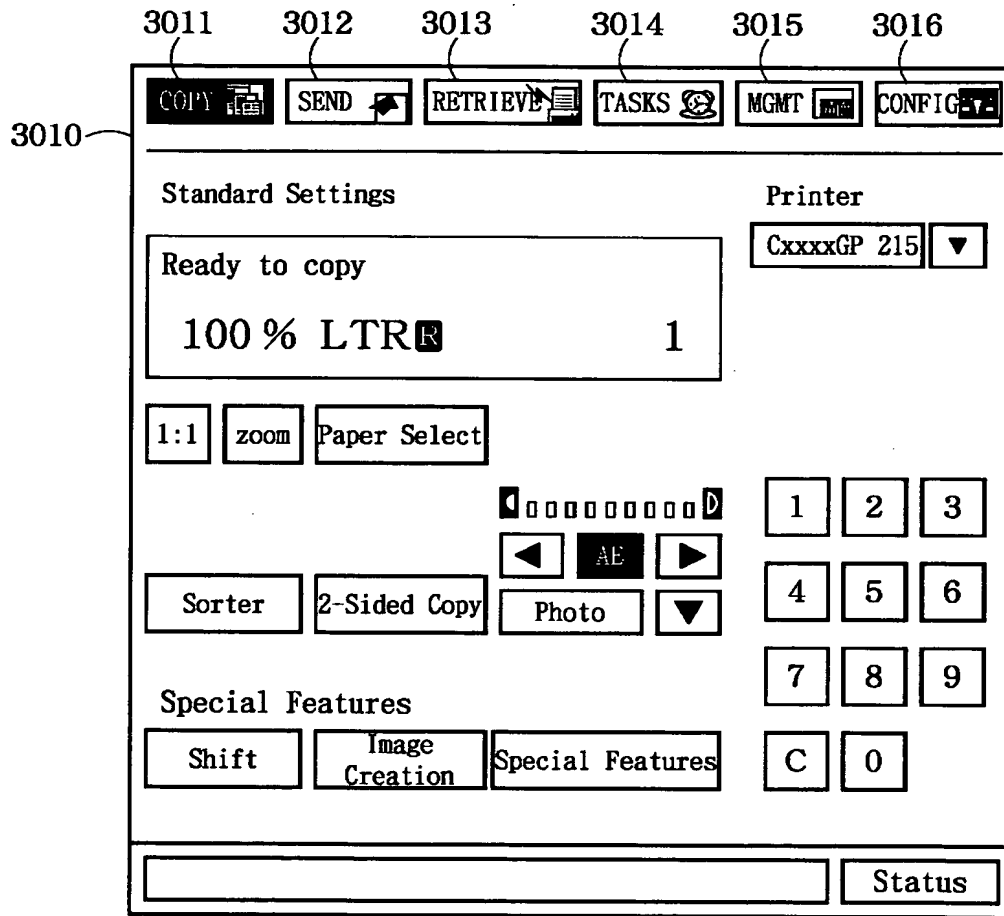 3011 3012 3013 3014 3015 3016
COPY SEND RETRIEVE TASKS MGMT CONFIG
3010
Standard Settings Printer
CxxxxGP 215 ▼
Ready to copy
100 % LTR R 1
1:1 zoom Paper Select
1 2 3
◀ AE ▶
4 5 6
Sorter 2-Sided Copy Photo ▼
7 8 9
Special Features
Shift Image Creation Special Features C 0
Status